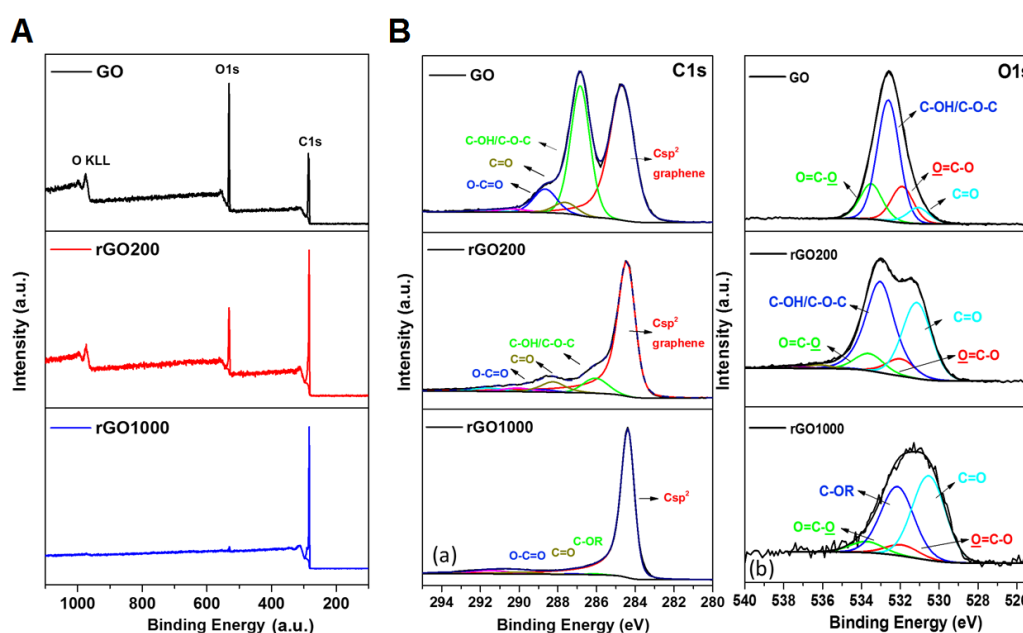 A
GO
O1s
C1s
O KLL
rGO200
rGO1000
1000 800 600 400 200
Binding Energy (a.u.)
Intensity (a.u.)
B
C1s
GO
C-OH/C-O-C
C=O
O-C=O
Csp²
graphene
rGO200
C-OH/C-O-C
C=O
O-C=O
Csp²
graphene
rGO1000
Csp²
C-OR
C=O
O-C=O
(a)
294 292 290 288 286 284 282 280
Binding Energy (eV)
Intensity (a.u.)
O1s
GO
C-OH/C-O-C
O=C-O
O=C-O
C=O
rGO200
C-OH/C-O-C
C=O
O=C-O
O=C-O
rGO1000
C-OR
C=O
O=C-O
O=C-O
(b)
540 538 536 534 532 530 528 526
Binding Energy (eV)
Intensity (a.u.)